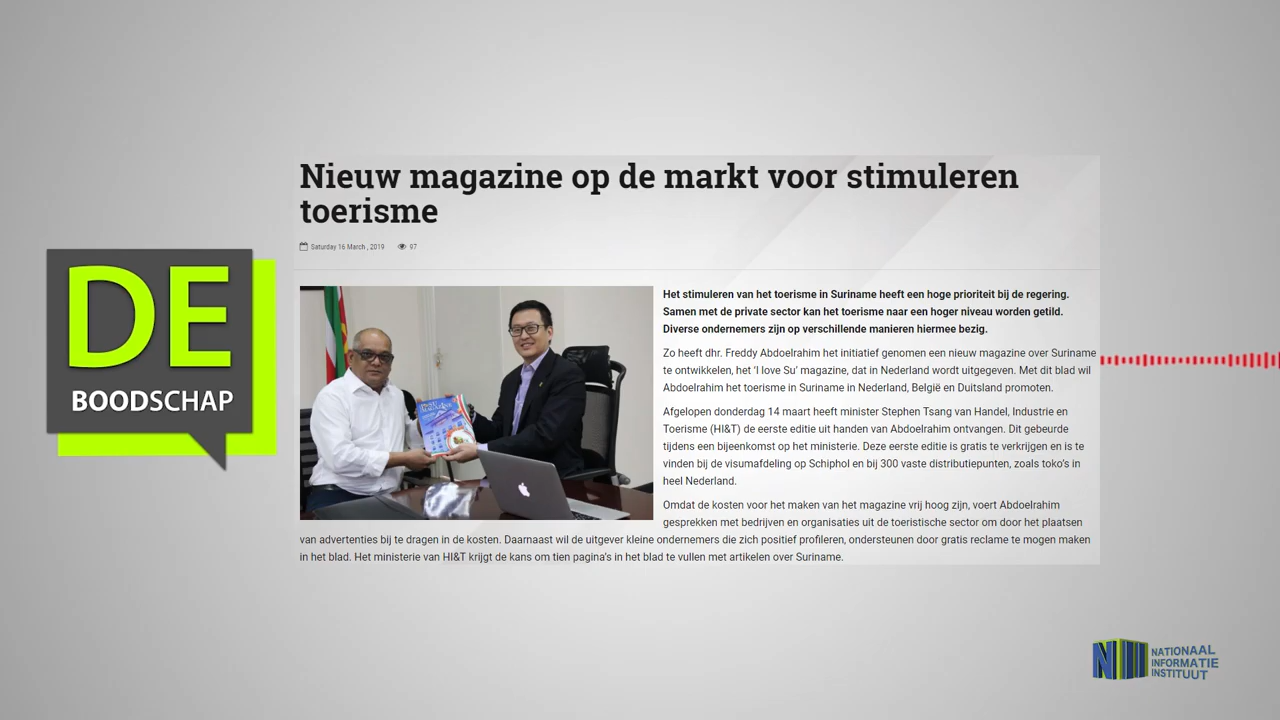 Nieuw magazine op de markt voor stimuleren
toerisme
Saturday 16 March , 2019 97
DE
BOODSCHAP
Het stimuleren van het toerisme in Suriname heeft een hoge prioriteit bij de regering.
Samen met de private sector kan het toerisme naar een hoger niveau worden getild.
Diverse ondernemers zijn op verschillende manieren hiermee bezig.
Zo heeft dhr. Freddy Abdoelrahim het initiatief genomen een nieuw magazine over Suriname
te ontwikkelen, het 'I love Su' magazine, dat in Nederland wordt uitgegeven. Met dit blad wil
Abdoelrahim het toerisme in Suriname in Nederland, België en Duitsland promoten.
Afgelopen donderdag 14 maart heeft minister Stephen Tsang van Handel, Industrie en
Toerisme (HI&T) de eerste editie uit handen van Abdoelrahim ontvangen. Dit gebeurde
tijdens een bijeenkomst op het ministerie. Deze eerste editie is gratis te verkrijgen en is te
vinden bij de visumafdeling op Schiphol en bij 300 vaste distributiepunten, zoals toko's in
heel Nederland.
Omdat de kosten voor het maken van het magazine vrij hoog zijn, voert Abdoelrahim
gesprekken met bedrijven en organisaties uit de toeristische sector om door het plaatsen
van advertenties bij te dragen in de kosten. Daarnaast wil de uitgever kleine ondernemers die zich positief profileren, ondersteunen door gratis reclame te mogen maken
in het blad. Het ministerie van HI&T krijgt de kans om tien pagina's in het blad te vullen met artikelen over Suriname.
NII NATIONAAL
INFORMATIE
INSTITUUT